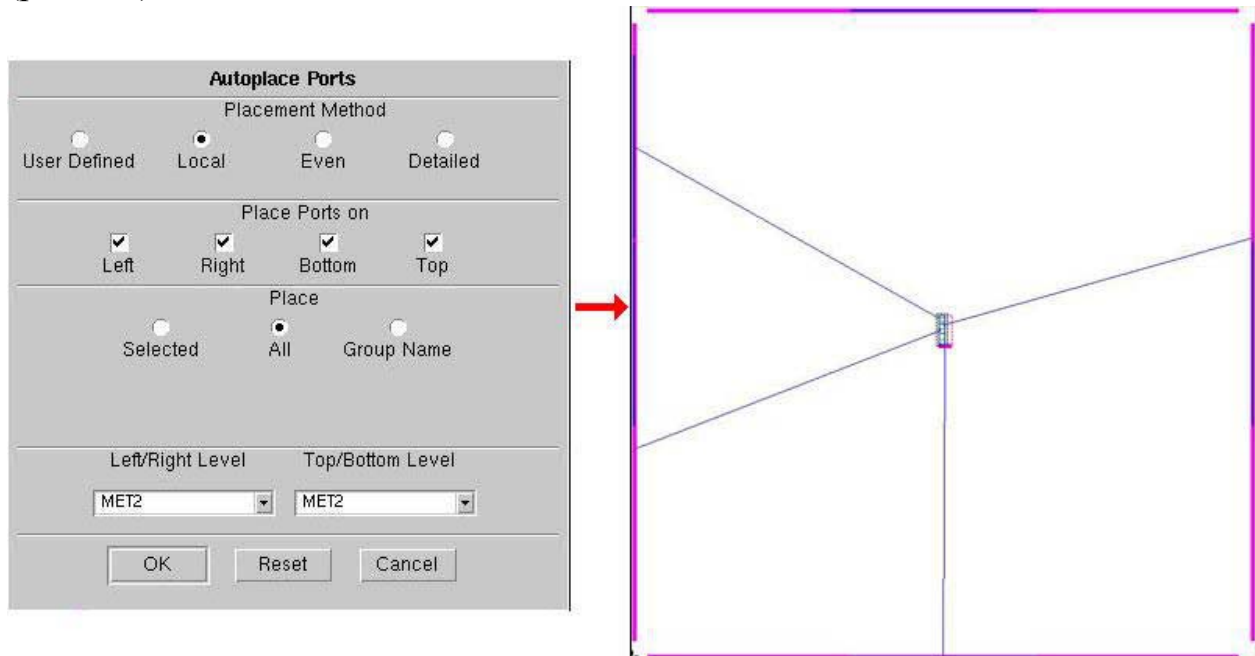 Autoplace Ports
Placement Method
User Defined Local Even Detailed
Place Ports on
Left Right Bottom Top
Place
Selected All Group Name
Left/Right Level Top/Bottom Level
MET2 MET2
OK Reset Cancel